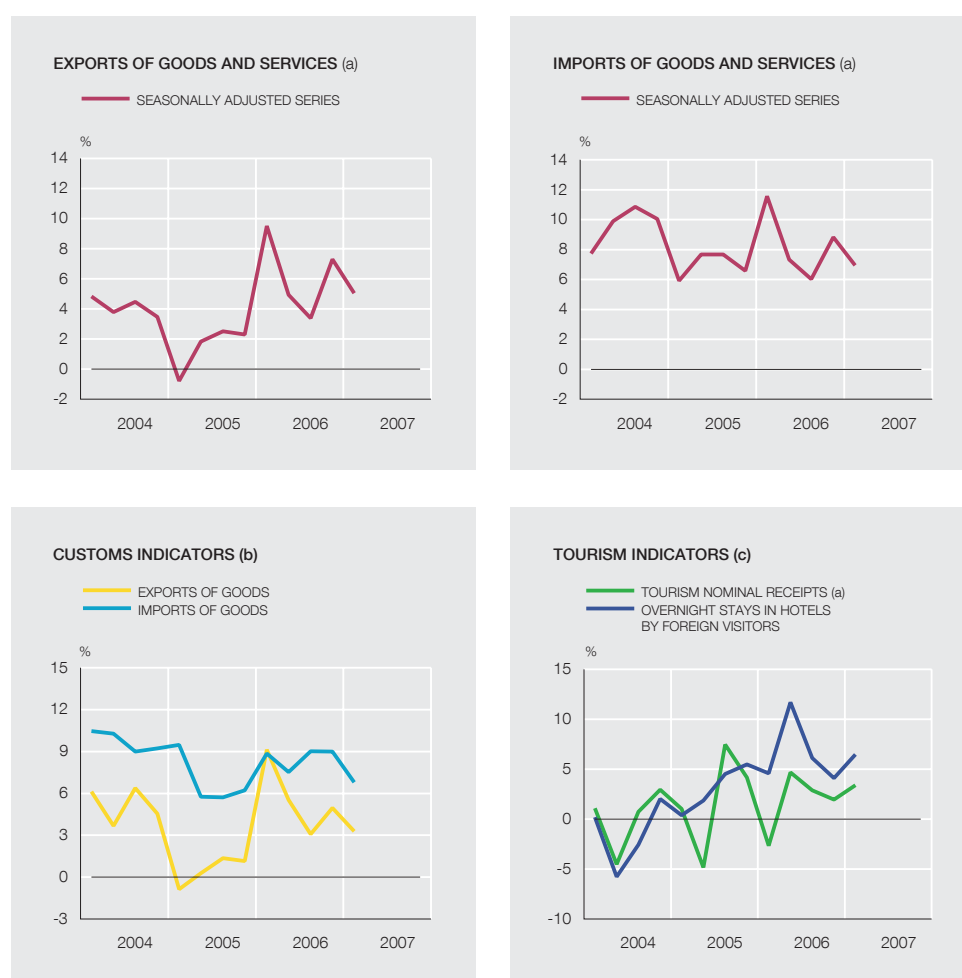 EXPORTS OF GOODS AND SERVICES (a)
SEASONALLY ADJUSTED SERIES
%
14
12
10
8
6
4
2
0
-2
2004 2005 2006 2007
IMPORTS OF GOODS AND SERVICES (a)
SEASONALLY ADJUSTED SERIES
%
14
12
10
8
6
4
2
0
-2
2004 2005 2006 2007
CUSTOMS INDICATORS (b)
EXPORTS OF GOODS
IMPORTS OF GOODS
%
15
12
9
6
3
0
-3
2004 2005 2006 2007
TOURISM INDICATORS (c)
TOURISM NOMINAL RECEIPTS (a)
OVERNIGHT STAYS IN HOTELS
BY FOREIGN VISITORS
%
15
10
5
0
-5
-10
2004 2005 2006 2007